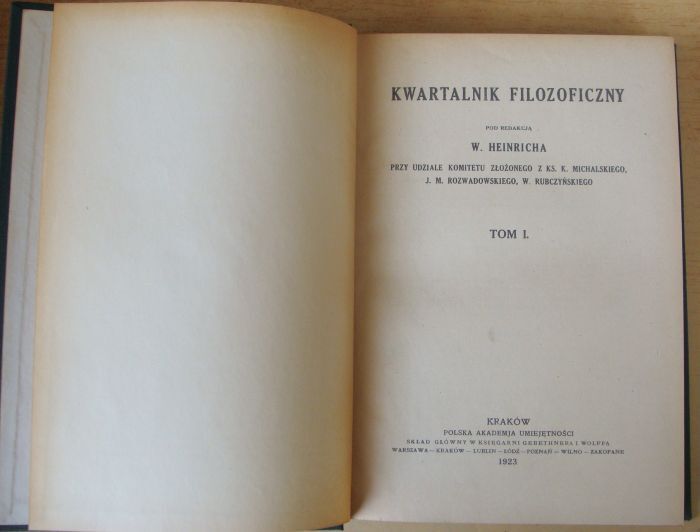 KWARTALNIK FILOZOFICZNY
POD REDAKCJĄ
W. HEINRICHA
PRZY UDZIALE KOMITETU ZŁOŻONEGO Z KS. K. MICHALSKIEGO,
J. M. ROZWADOWSKIEGO, W. RUBCZYŃSKIEGO
TOM I.
KRAKÓW
POLSKA AKADEMJA UMIEJĘTNOŚCI
SKŁAD GŁÓWNY W KSIĘGARNI GEBETHNERA I WOLFFA
WARSZAWA – KRAKÓW – LUBLIN – ŁÓDŹ – POZNAŃ – WILNO – ZAKOPANE
1923